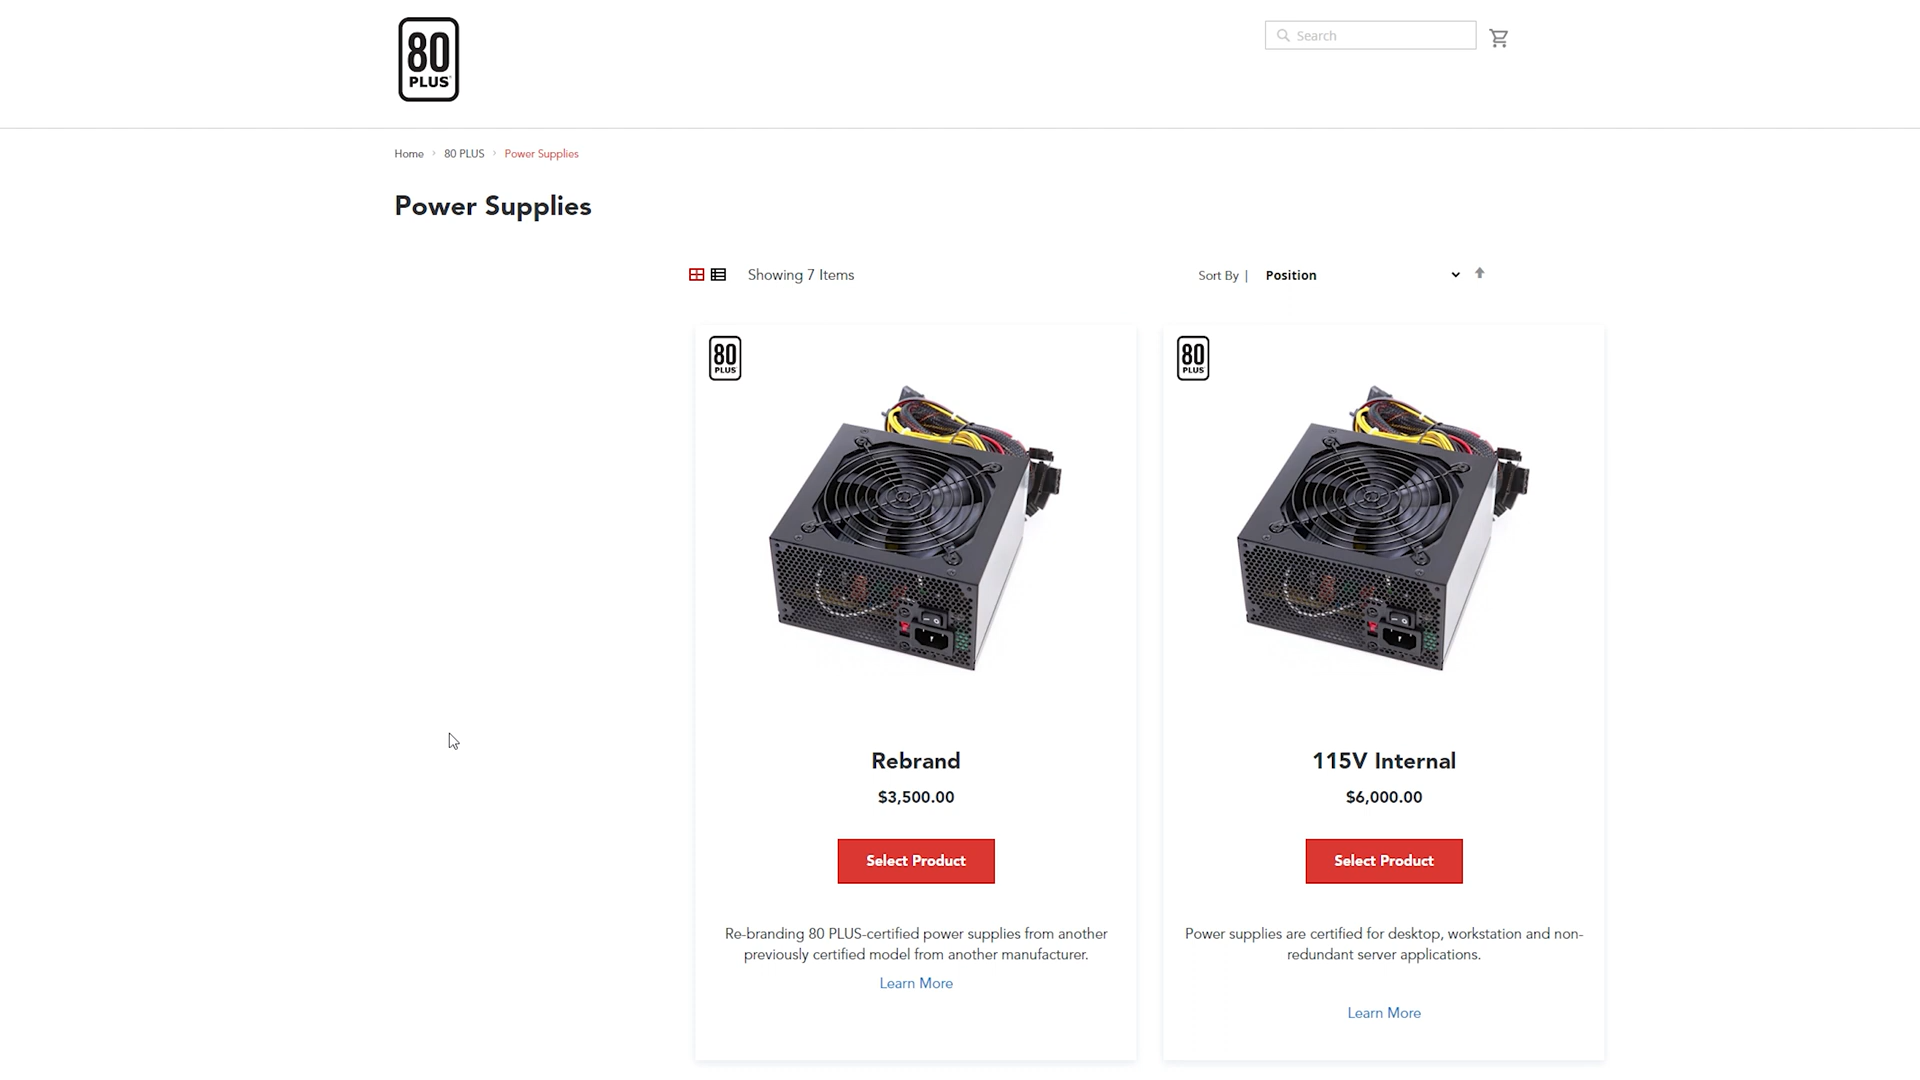 80
PLUS
Search
Home > 80 PLUS > Power Supplies
Power Supplies
Showing 7 Items
Sort By | Position
80
PLUS
80
PLUS
Rebrand
$3,500.00
Select Product
Re-branding 80 PLUS-certified power supplies from another
previously certified model from another manufacturer.
Learn More
115V Internal
$6,000.00
Select Product
Power supplies are certified for desktop, workstation and non-
redundant server applications.
Learn More